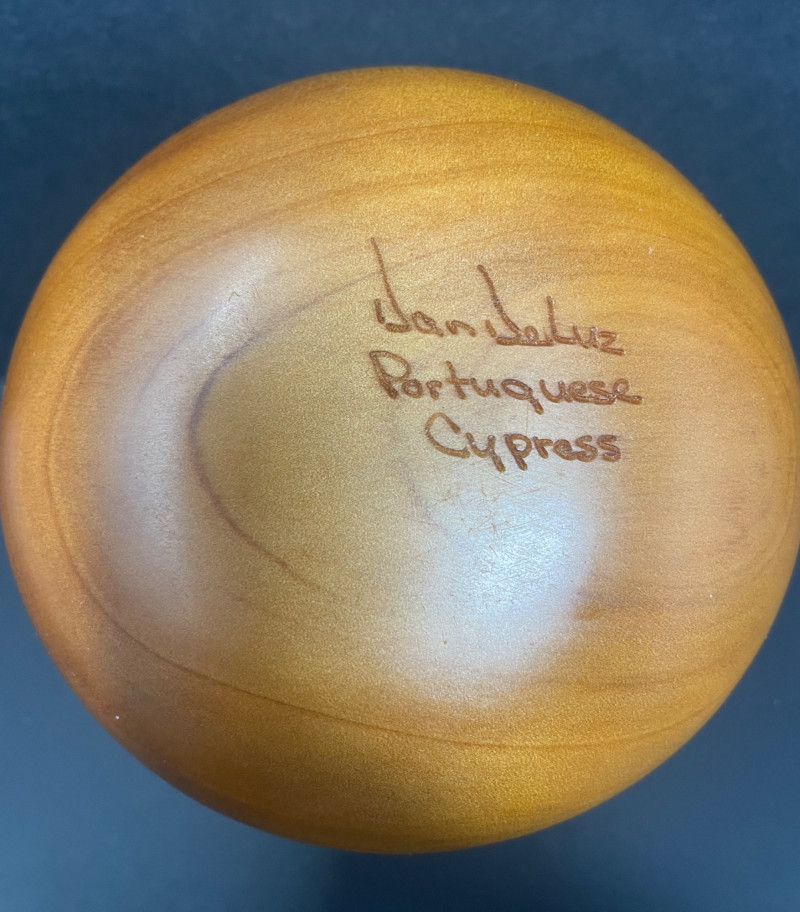 Dan DeLuz
Portuguese
Cypress